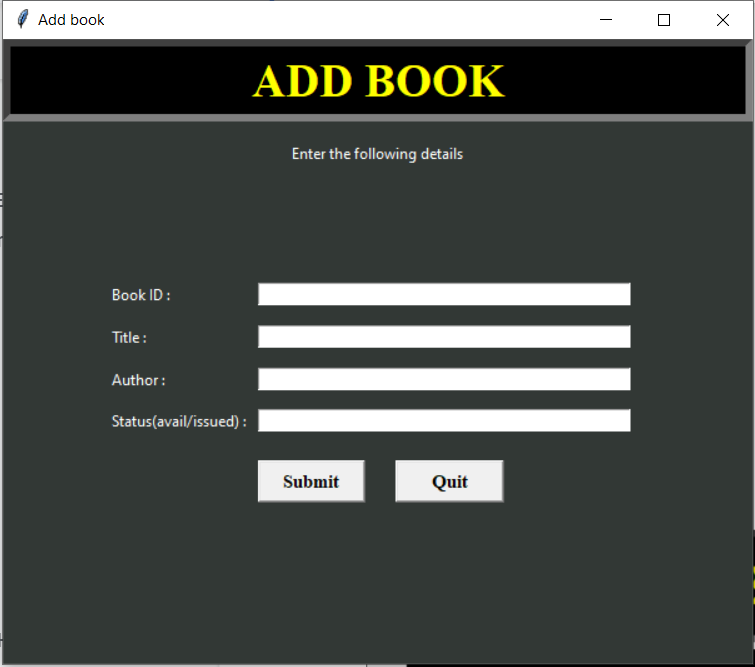 Add book
ADD BOOK
Enter the following details
Book ID :
Title :
Author :
Status(avail/issued) :
Submit Quit